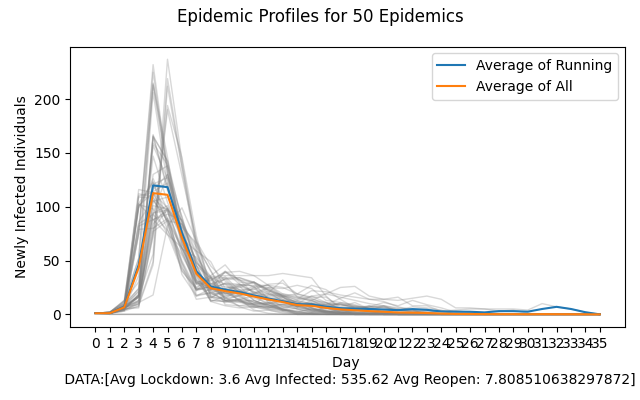 Epidemic Profiles for 50 Epidemics
Average of Running
Average of All
Newly Infected Individuals
200
150
100
50
0
0 1 2 3 4 5 6 7 8 9 10 11 12 13 14 15 16 17 18 19 20 21 22 23 24 25 26 27 28 29 30 31 32 33 34 35
Day
DATA:[Avg Lockdown: 3.6 Avg Infected: 535.62 Avg Reopen: 7.808510638297872]